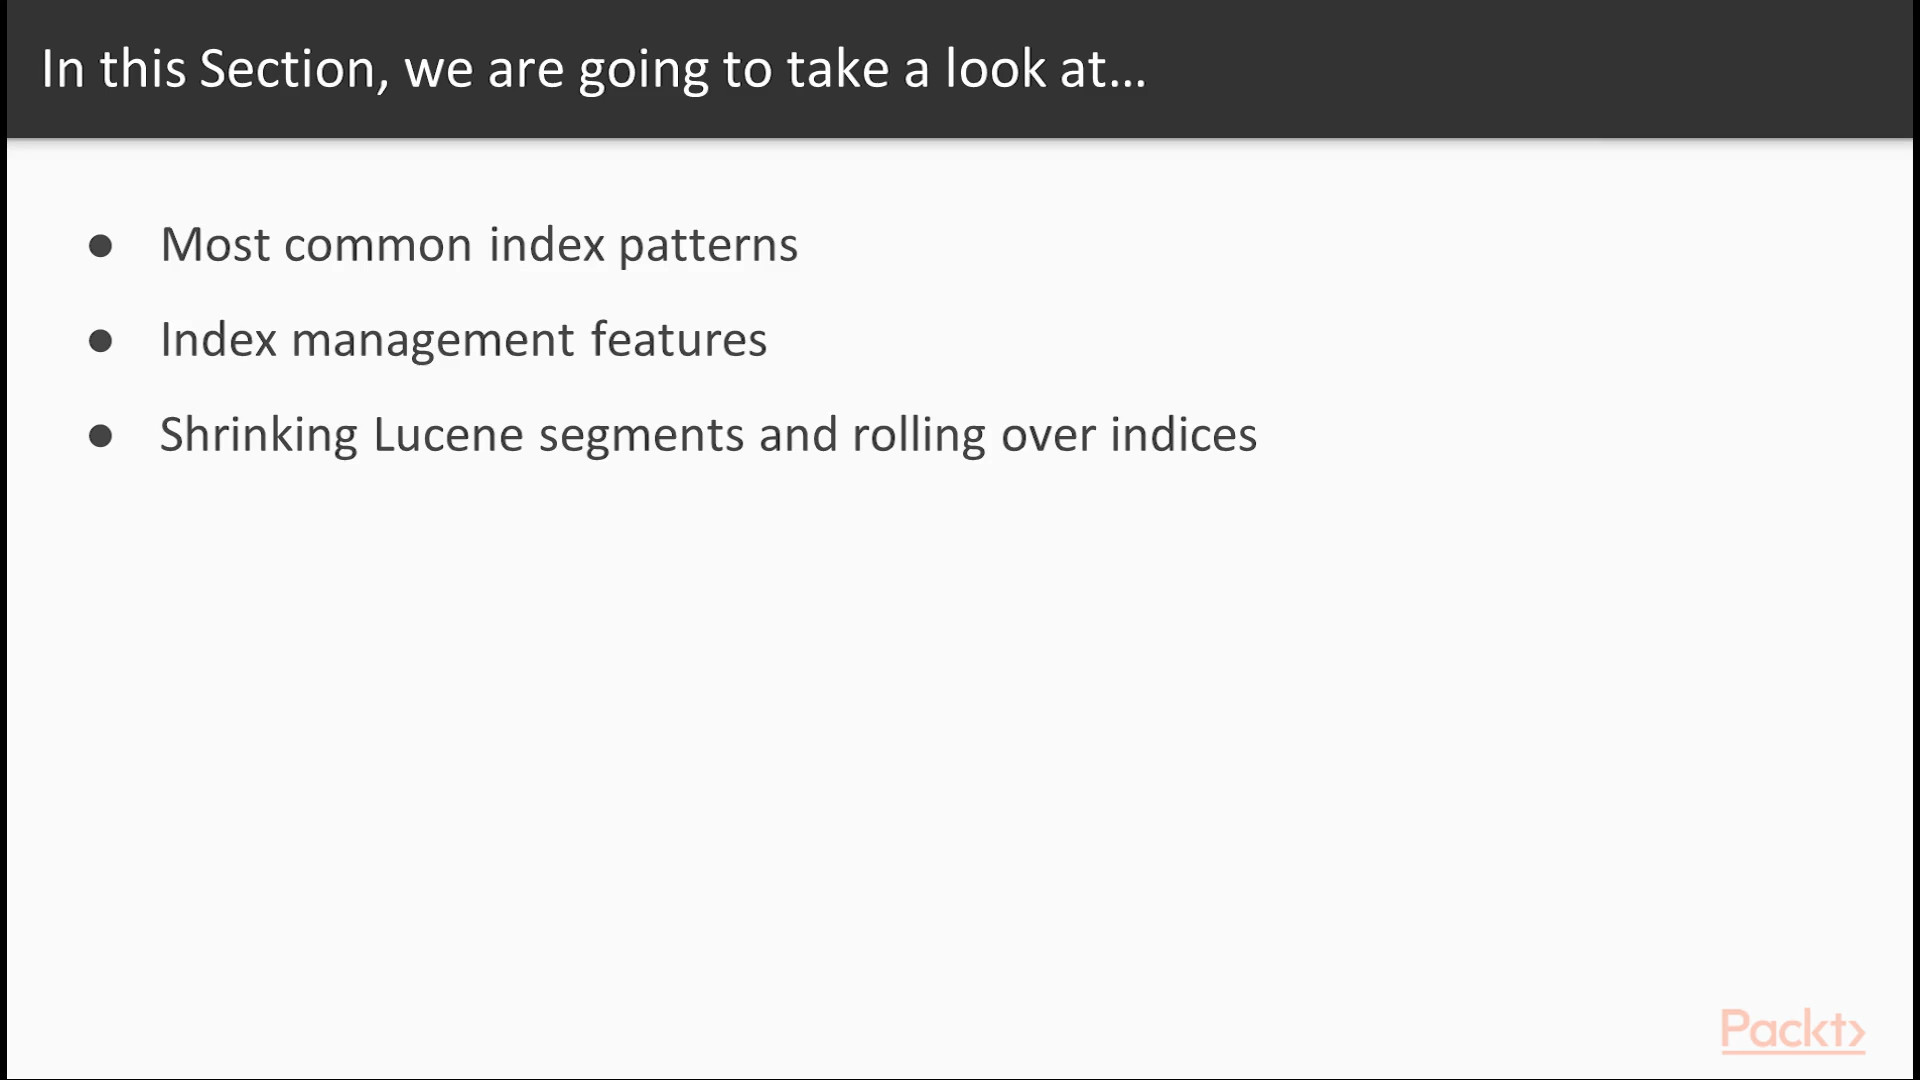 In this Section, we are going to take a look at...
● Most common index patterns
● Index management features
● Shrinking Lucene segments and rolling over indices
Packt>